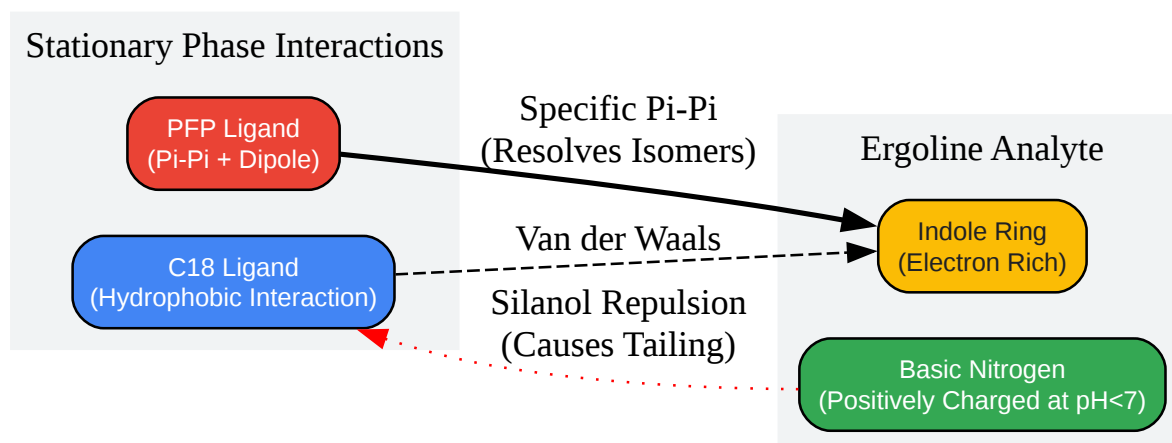 Stationary Phase Interactions
PFP Ligand
(Pi-Pi + Dipole)
C18 Ligand
(Hydrophobic Interaction)
Specific Pi-Pi
(Resolves Isomers)
Van der Waals
Silanol Repulsion
(Causes Tailing)
Ergoline Analyte
Indole Ring
(Electron Rich)
Basic Nitrogen
(Positively Charged at pH<7)